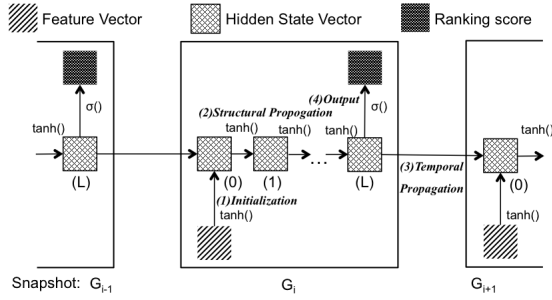 Feature Vector
Hidden State Vector
Ranking score
(4)Output
σ()
σ()
(2)Structural Propogation
tanh()
tanh()
tanh()
tanh()
tanh()
...
(L)
(0)
(1)
(L)
(3)Temporal
Propagation
(0)
(1)Initialization
tanh()
tanh()
Snapshot: G_{i-1}
G_i
G_{i+1}